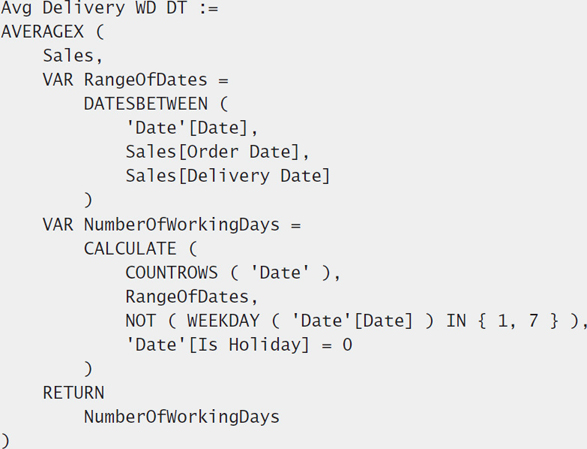 Avg Delivery WD DT :=
AVERAGEX (
    Sales,
    VAR RangeOfDates =
        DATESBETWEEN (
            'Date'[Date],
            Sales[Order Date],
            Sales[Delivery Date]
        )
    VAR NumberOfWorkingDays =
        CALCULATE (
            COUNTROWS ( 'Date' ),
            RangeOfDates,
            NOT ( WEEKDAY ( 'Date'[Date] ) IN { 1, 7 } ),
            'Date'[Is Holiday] = 0
        )
    RETURN
        NumberOfWorkingDays
)